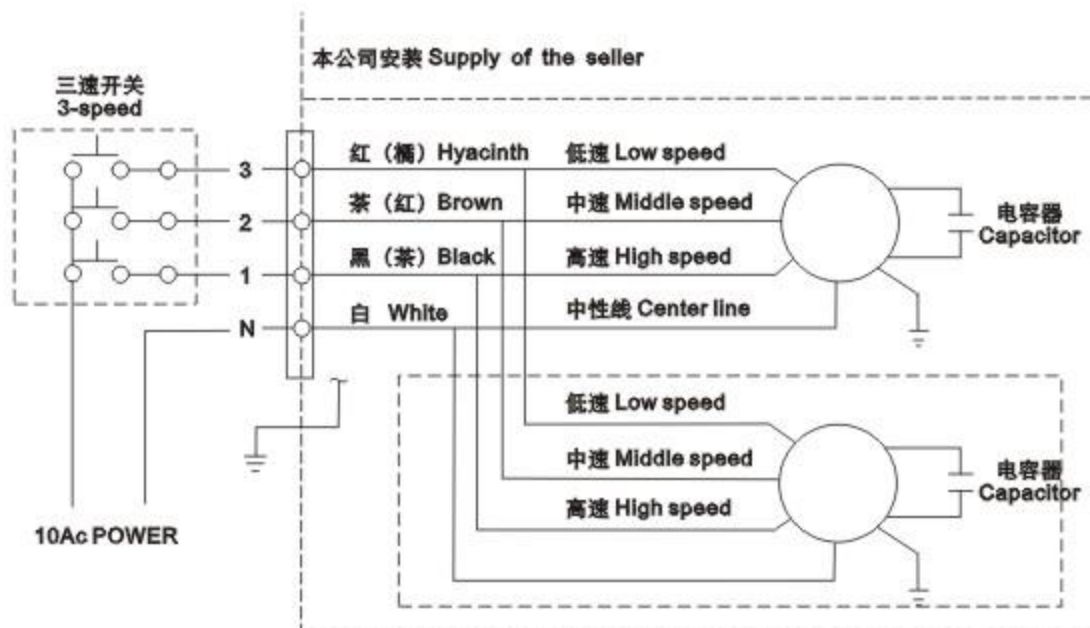 本公司安装 Supply of the seller
三速开关
3-speed
3
红（橘）Hyacinth
低速 Low speed
2
茶（红）Brown
中速 Middle speed
电容器
Capacitor
1
黑（茶）Black
高速 High speed
N
白 White
中性线 Center line
低速 Low speed
中速 Middle speed
电容器
Capacitor
高速 High speed
10Ac POWER